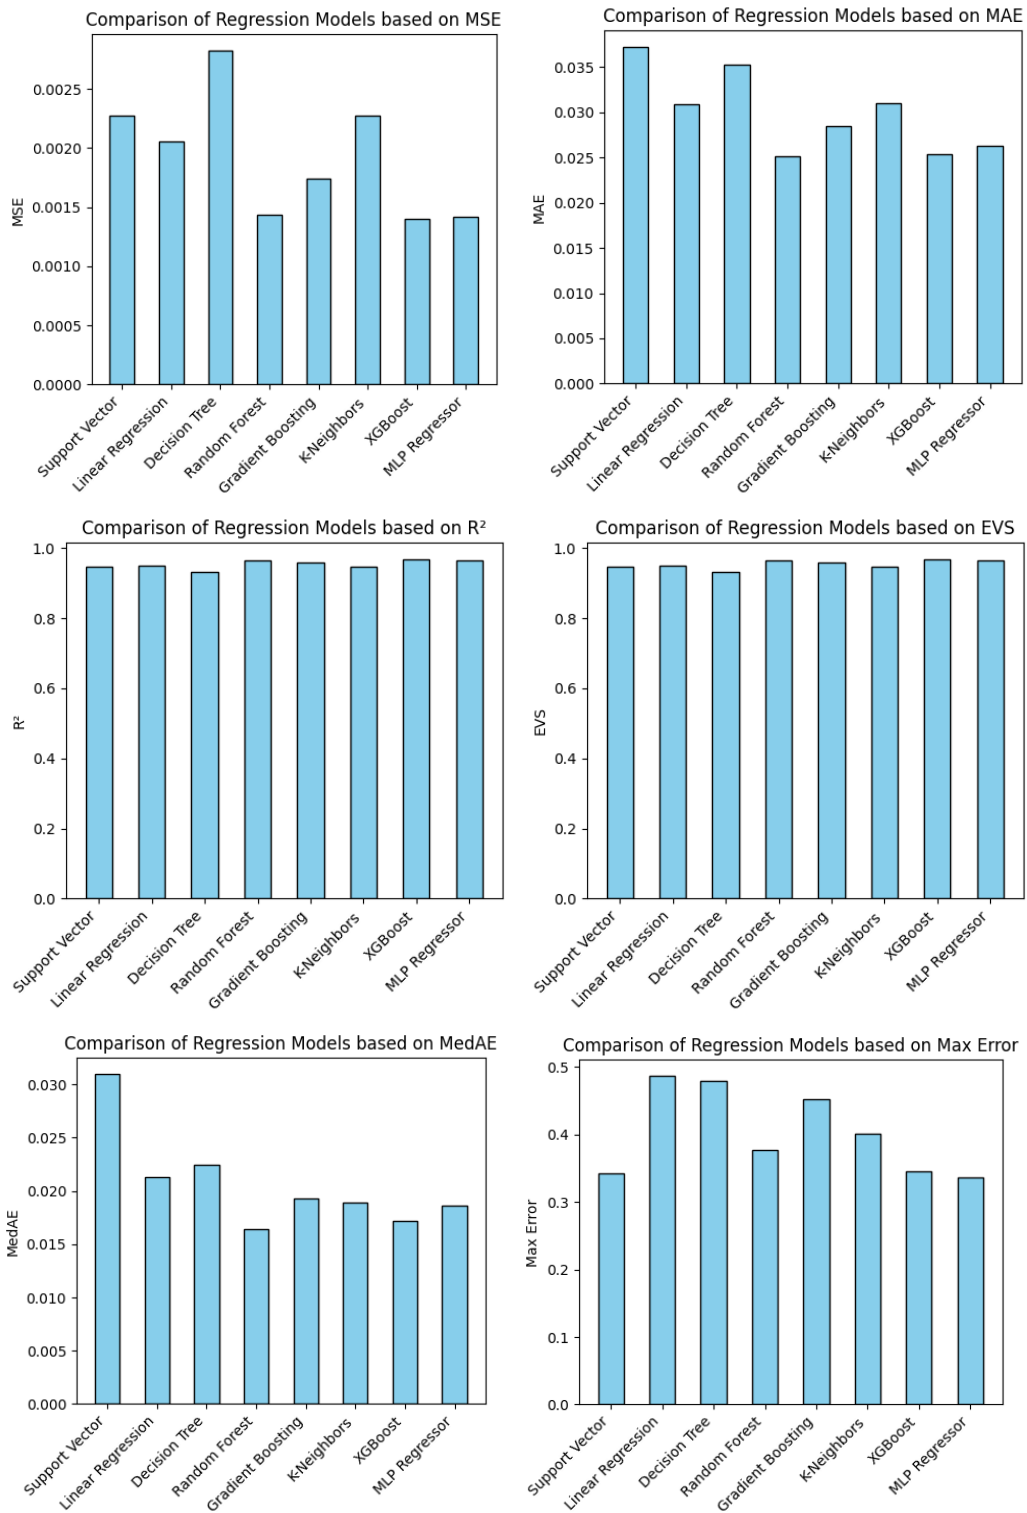 Comparison of Regression Models based on MSE
MSE
0.0025
0.0020
0.0015
0.0010
0.0005
0.0000
Support Vector
Linear Regression
Decision Tree
Random Forest
Gradient Boosting
K-Neighbors
XGBoost
MLP Regressor
Comparison of Regression Models based on MAE
MAE
0.035
0.030
0.025
0.020
0.015
0.010
0.005
0.000
Support Vector
Linear Regression
Decision Tree
Random Forest
Gradient Boosting
K-Neighbors
XGBoost
MLP Regressor
Comparison of Regression Models based on R²
R²
1.0
0.8
0.6
0.4
0.2
0.0
Support Vector
Linear Regression
Decision Tree
Random Forest
Gradient Boosting
K-Neighbors
XGBoost
MLP Regressor
Comparison of Regression Models based on EVS
EVS
1.0
0.8
0.6
0.4
0.2
0.0
Support Vector
Linear Regression
Decision Tree
Random Forest
Gradient Boosting
K-Neighbors
XGBoost
MLP Regressor
Comparison of Regression Models based on MedAE
MedAE
0.030
0.025
0.020
0.015
0.010
0.005
0.000
Support Vector
Linear Regression
Decision Tree
Random Forest
Gradient Boosting
K-Neighbors
XGBoost
MLP Regressor
Comparison of Regression Models based on Max Error
Max Error
0.5
0.4
0.3
0.2
0.1
0.0
Support Vector
Linear Regression
Decision Tree
Random Forest
Gradient Boosting
K-Neighbors
XGBoost
MLP Regressor